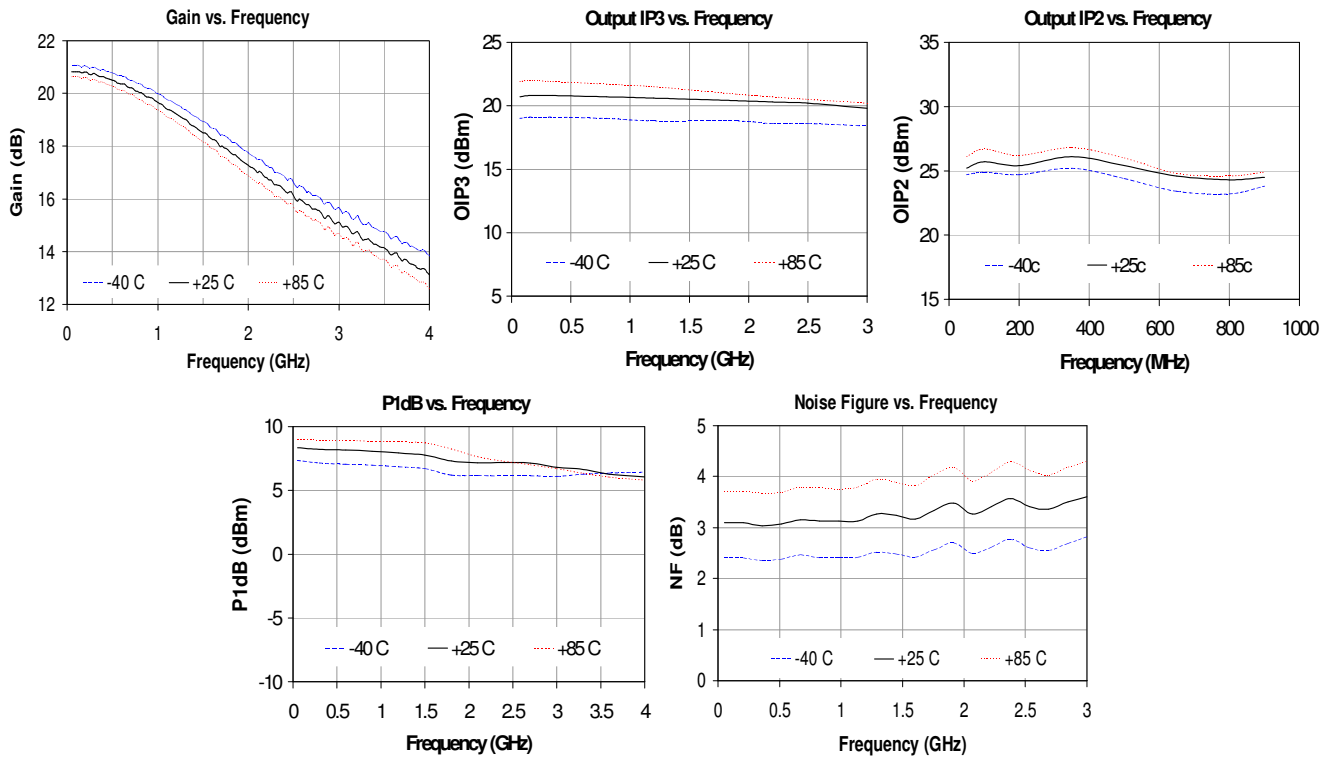 Gain vs. Frequency
22
20
18
16
14
12
Gain (dB)
-40 C +25 C +85 C
0 1 2 3 4
Frequency (GHz)
Output IP3 vs. Frequency
25
20
15
10
5
OIP3 (dBm)
-40 C +25 C +85 C
0 0.5 1 1.5 2 2.5 3
Frequency (GHz)
Output IP2 vs. Frequency
35
30
25
20
15
OIP2 (dBm)
-40c +25c +85c
0 200 400 600 800 1000
Frequency (MHz)
P1dB vs. Frequency
10
5
0
-5
-10
P1dB (dBm)
-40 C +25 C +85 C
0 0.5 1 1.5 2 2.5 3 3.5 4
Frequency (GHz)
Noise Figure vs. Frequency
5
4
3
2
1
0
NF (dB)
-40 C +25 C +85 C
0 0.5 1 1.5 2 2.5 3
Frequency (GHz)